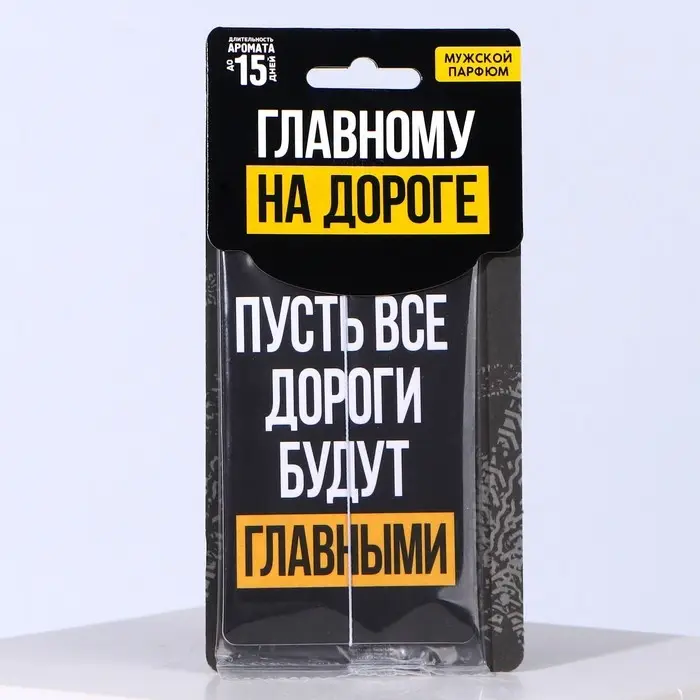 ДЛИТЕЛЬНОСТЬ
АРОМАТА
ДО 15 ДНЕЙ
МУЖСКОЙ
ПАРФЮМ
ГЛАВНОМУ
НА ДОРОГЕ
ПУСТЬ ВСЕ
ДОРОГИ
БУДУТ
ГЛАВНЫМИ